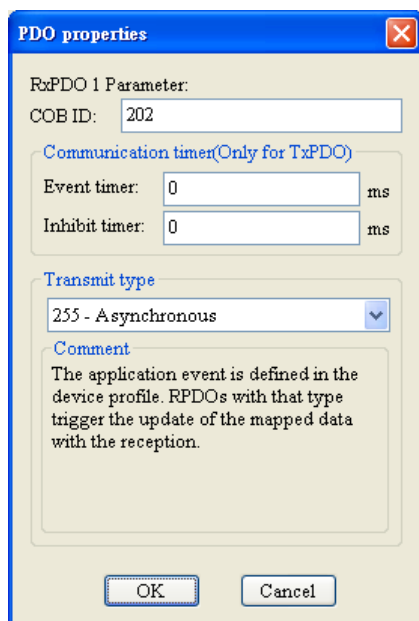 PDO properties
RxPDO 1 Parameter:
COB ID: 202
Communication timer(Only for TxPDO)
Event timer: 0 ms
Inhibit timer: 0 ms
Transmit type
255 - Asynchronous
Comment
The application event is defined in the
device profile. RPDOs with that type
trigger the update of the mapped data
with the reception.
OK Cancel